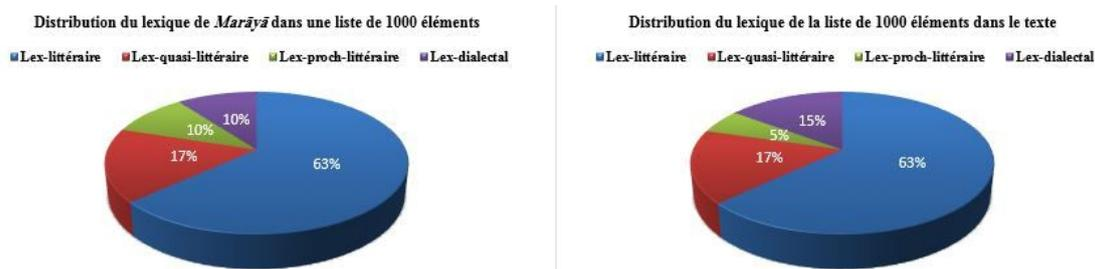 Distribution du lexique de Marāyā dans une liste de 1000 éléments
Lex-littéraire Lex-quasi-littéraire Lex-proch-littéraire Lex-dialectal
10%
10%
17%
63%
Distribution du lexique de la liste de 1000 éléments dans le texte
Lex-littéraire Lex-quasi-littéraire Lex-proch-littéraire Lex-dialectal
15%
5%
17%
63%